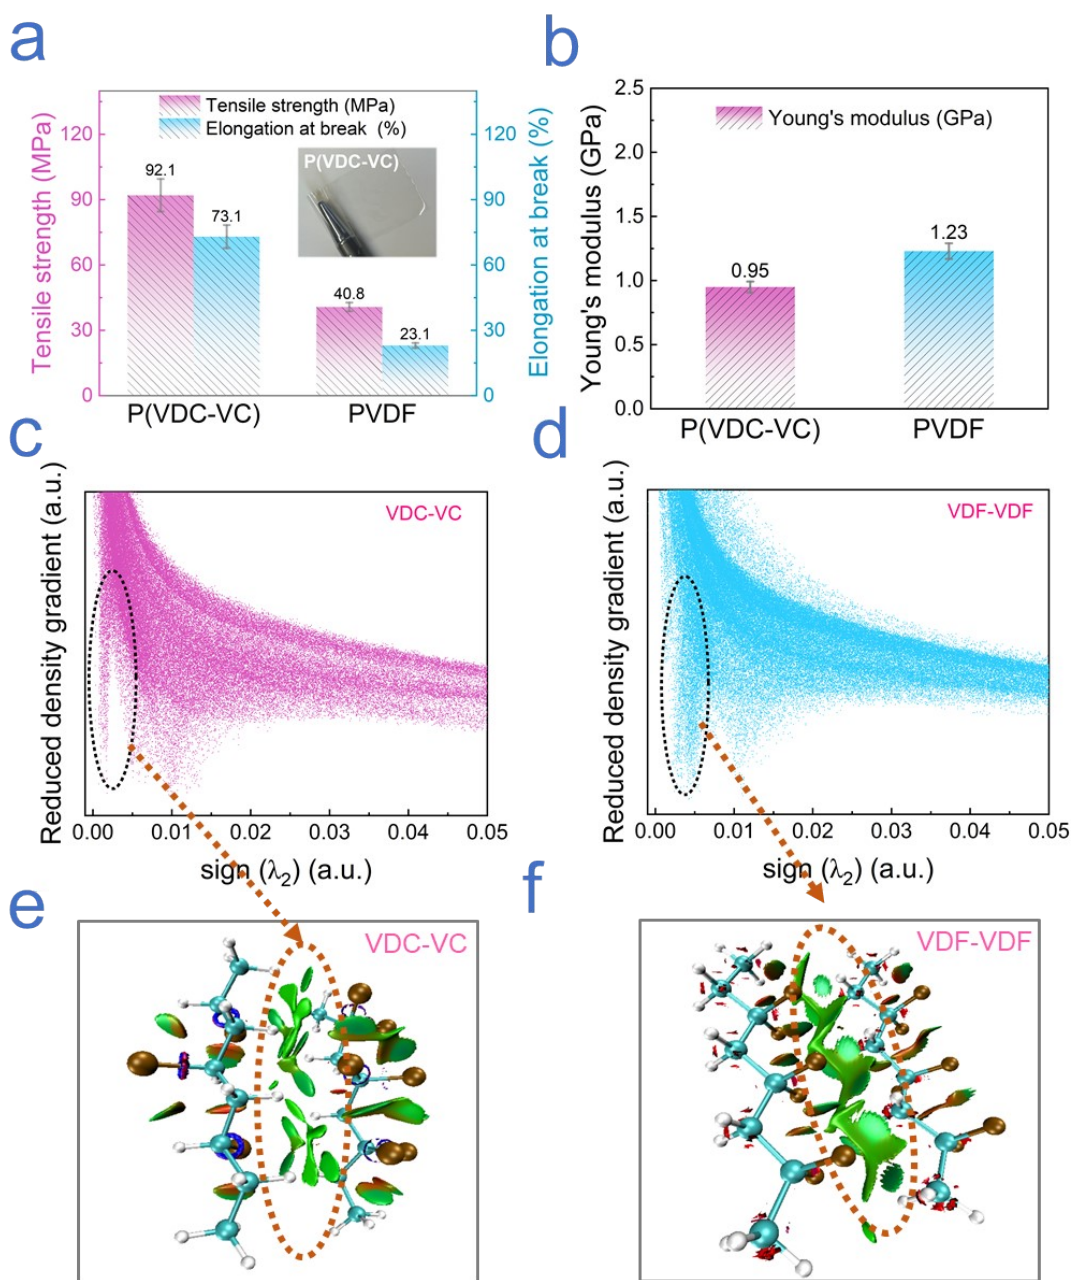 a
Tensile strength (MPa)
Elongation at break (%)
P(VDC-VC)
92.1
73.1
40.8
23.1
120
90
60
30
0
120
90
60
30
0
Tensile strength (MPa)
Elongation at break (%)
P(VDC-VC)
PVDF
b
Young's modulus (GPa)
2.5
2.0
1.5
1.0
0.5
0.0
0.95
1.23
Young's modulus (GPa)
P(VDC-VC)
PVDF
c
VDC-VC
Reduced density gradient (a.u.)
0.00 0.01 0.02 0.03 0.04 0.05
sign (λ2) (a.u.)
d
VDF-VDF
Reduced density gradient (a.u.)
0.00 0.01 0.02 0.03 0.04 0.05
sign (λ2) (a.u.)
e
VDC-VC
f
VDF-VDF